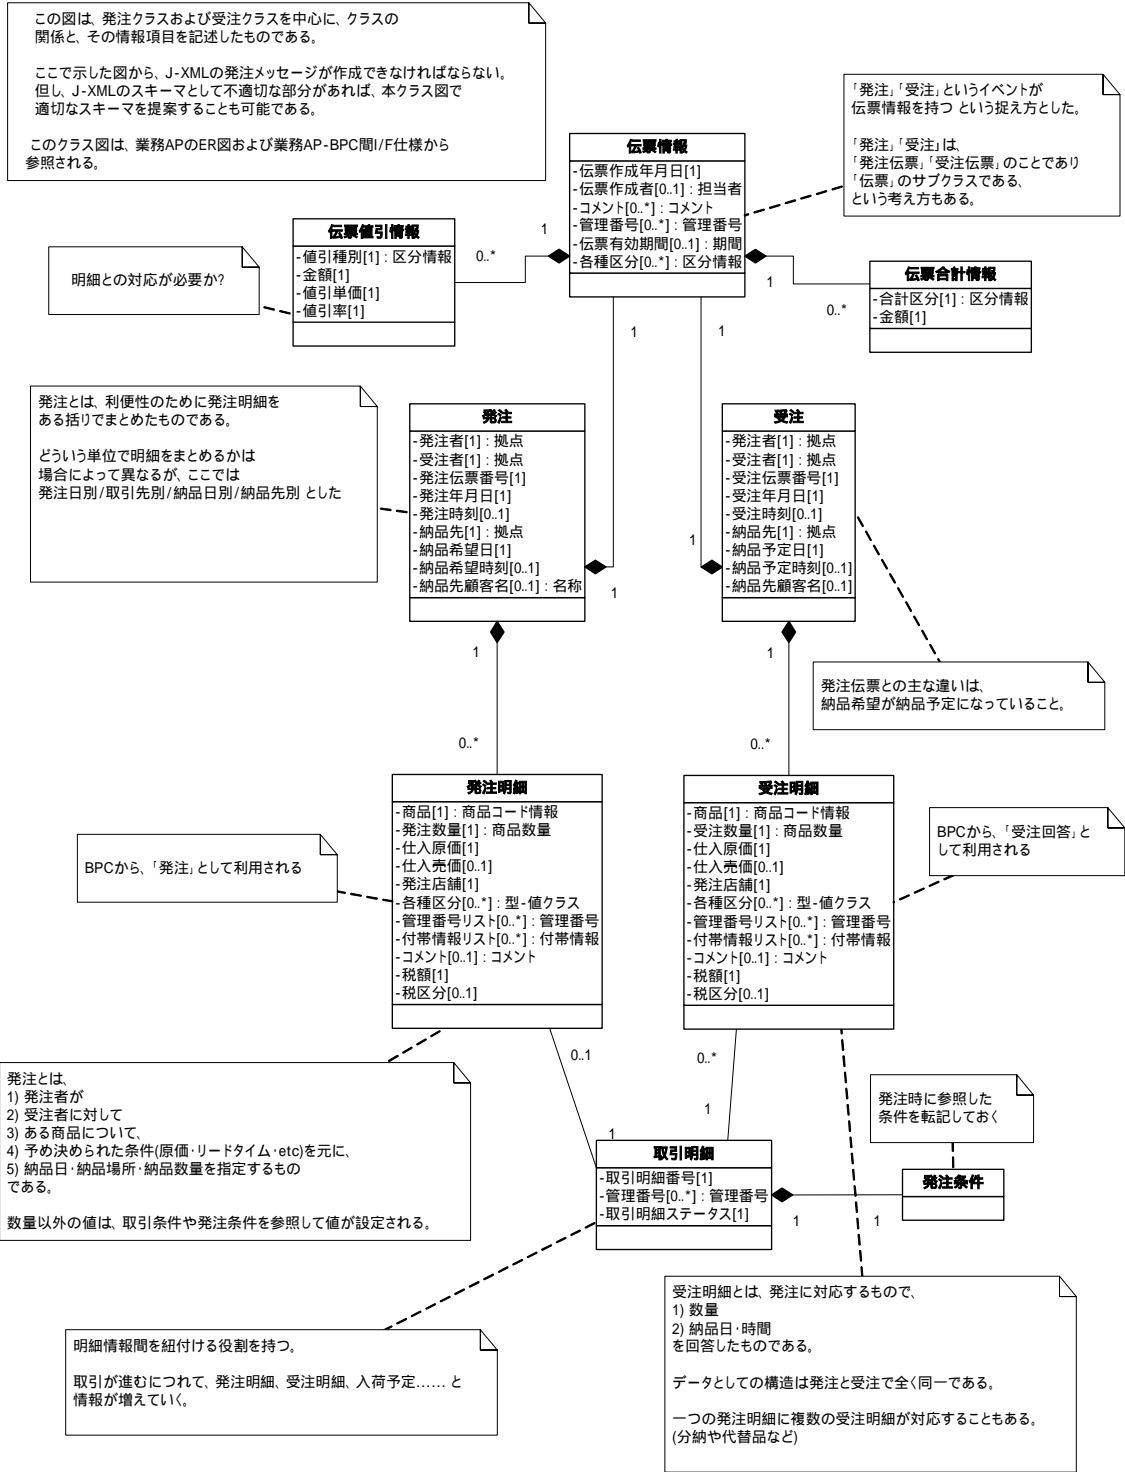 この図は、発注クラスおよび受注クラスを中心に、クラスの
関係と、その情報項目を記述したものである。
ここで示した図から、J-XMLの発注メッセージが作成できなければならない。
但し、J-XMLのスキーマとして不適切な部分があれば、本クラス図で
適切なスキーマを提案することも可能である。
このクラス図は、業務APのER図および業務AP-BPC間I/F仕様から
参照される。
「発注」「受注」というイベントが
伝票情報を持つ という捉え方とした。
「発注」「受注」は、
「発注伝票」「受注伝票」のことであり
「伝票」のサブクラスである、
という考え方もある。
伝票情報
-伝票作成年月日[1]
-伝票作成者[0..1] : 担当者
-コメント[0..*] : コメント
-管理番号[0..*] : 管理番号
-伝票有効期間[0..1] : 期間
-各種区分[0..*] : 区分情報
伝票値引情報
-値引種別[1] : 区分情報
-金額[1]
-値引単価[1]
-値引率[1]
明細との対応が必要か?
0..*
1
1
0..*
伝票合計情報
-合計区分[1] : 区分情報
-金額[1]
1
1
発注とは、利便性のために発注明細を
ある括りでまとめたものである。
どういう単位で明細をまとめるかは
場合によって異なるが、ここでは
発注日別/取引先別/納品日別/納品先別 とした
発注
-発注者[1] : 拠点
-受注者[1] : 拠点
-発注伝票番号[1]
-発注年月日[1]
-発注時刻[0..1]
-納品先[1] : 拠点
-納品希望日[1]
-納品希望時刻[0..1]
-納品先顧客名[0..1] : 名称
受注
-発注者[1] : 拠点
-受注者[1] : 拠点
-受注伝票番号[1]
-受注年月日[1]
-受注時刻[0..1]
-納品先[1] : 拠点
-納品予定日[1]
-納品予定時刻[0..1]
-納品先顧客名[0..1]
1
1
1
1
発注伝票との主な違いは、
納品希望が納品予定になっていること。
0..*
0..*
発注明細
-商品[1] : 商品コード情報
-発注数量[1] : 商品数量
-仕入原価[1]
-仕入売価[0..1]
-発注店舗[1]
-各種区分[0..*] : 型-値クラス
-管理番号リスト[0..*] : 管理番号
-付帯情報リスト[0..*] : 付帯情報
-コメント[0..1] : コメント
-税額[1]
-税区分[0..1]
受注明細
-商品[1] : 商品コード情報
-受注数量[1] : 商品数量
-仕入原価[1]
-仕入売価[0..1]
-発注店舗[1]
-各種区分[0..*] : 型-値クラス
-管理番号リスト[0..*] : 管理番号
-付帯情報リスト[0..*] : 付帯情報
-コメント[0..1] : コメント
-税額[1]
-税区分[0..1]
BPCから、「発注」として利用される
BPCから、「受注回答」と
して利用される
0..1
0..*
1
1
発注とは、
1) 発注者が
2) 受注者に対して
3) ある商品について、
4) 予め決められた条件(原価・リードタイム・etc)を元に、
5) 納品日・納品場所・納品数量を指定するもの
である。
数量以外の値は、取引条件や発注条件を参照して値が設定される。
発注時に参照した
条件を転記しておく
取引明細
-取引明細番号[1]
-管理番号[0..*] : 管理番号
-取引明細ステータス[1]
発注条件
1
1
明細情報間を紐付ける役割を持つ。
取引が進むにつれて、発注明細、受注明細、入荷予定…… と
情報が増えていく。
受注明細とは、発注に対応するもので、
1) 数量
2) 納品日・時間
を回答したものである。
データとしての構造は発注と受注で全く同一である。
一つの発注明細に複数の受注明細が対応することもある。
(分納や代替品など)